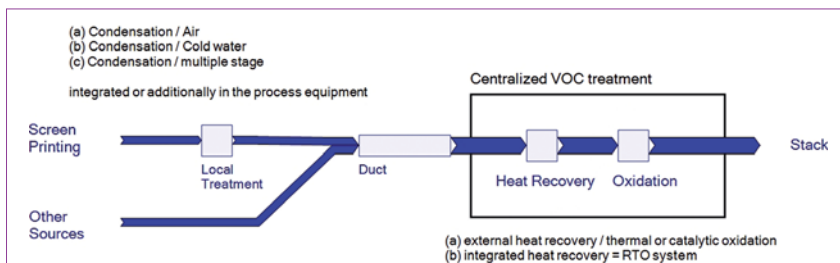 (a) Condensation / Air
(b) Condensation / Cold water
(c) Condensation / multiple stage
integrated or additionally in the process equipment
Centralized VOC treatment
Screen
Printing
Local
Treatment
Duct
Heat Recovery
Oxidation
Stack
Other
Sources
(a) external heat recovery / thermal or catalytic oxidation
(b) integrated heat recovery = RTO system